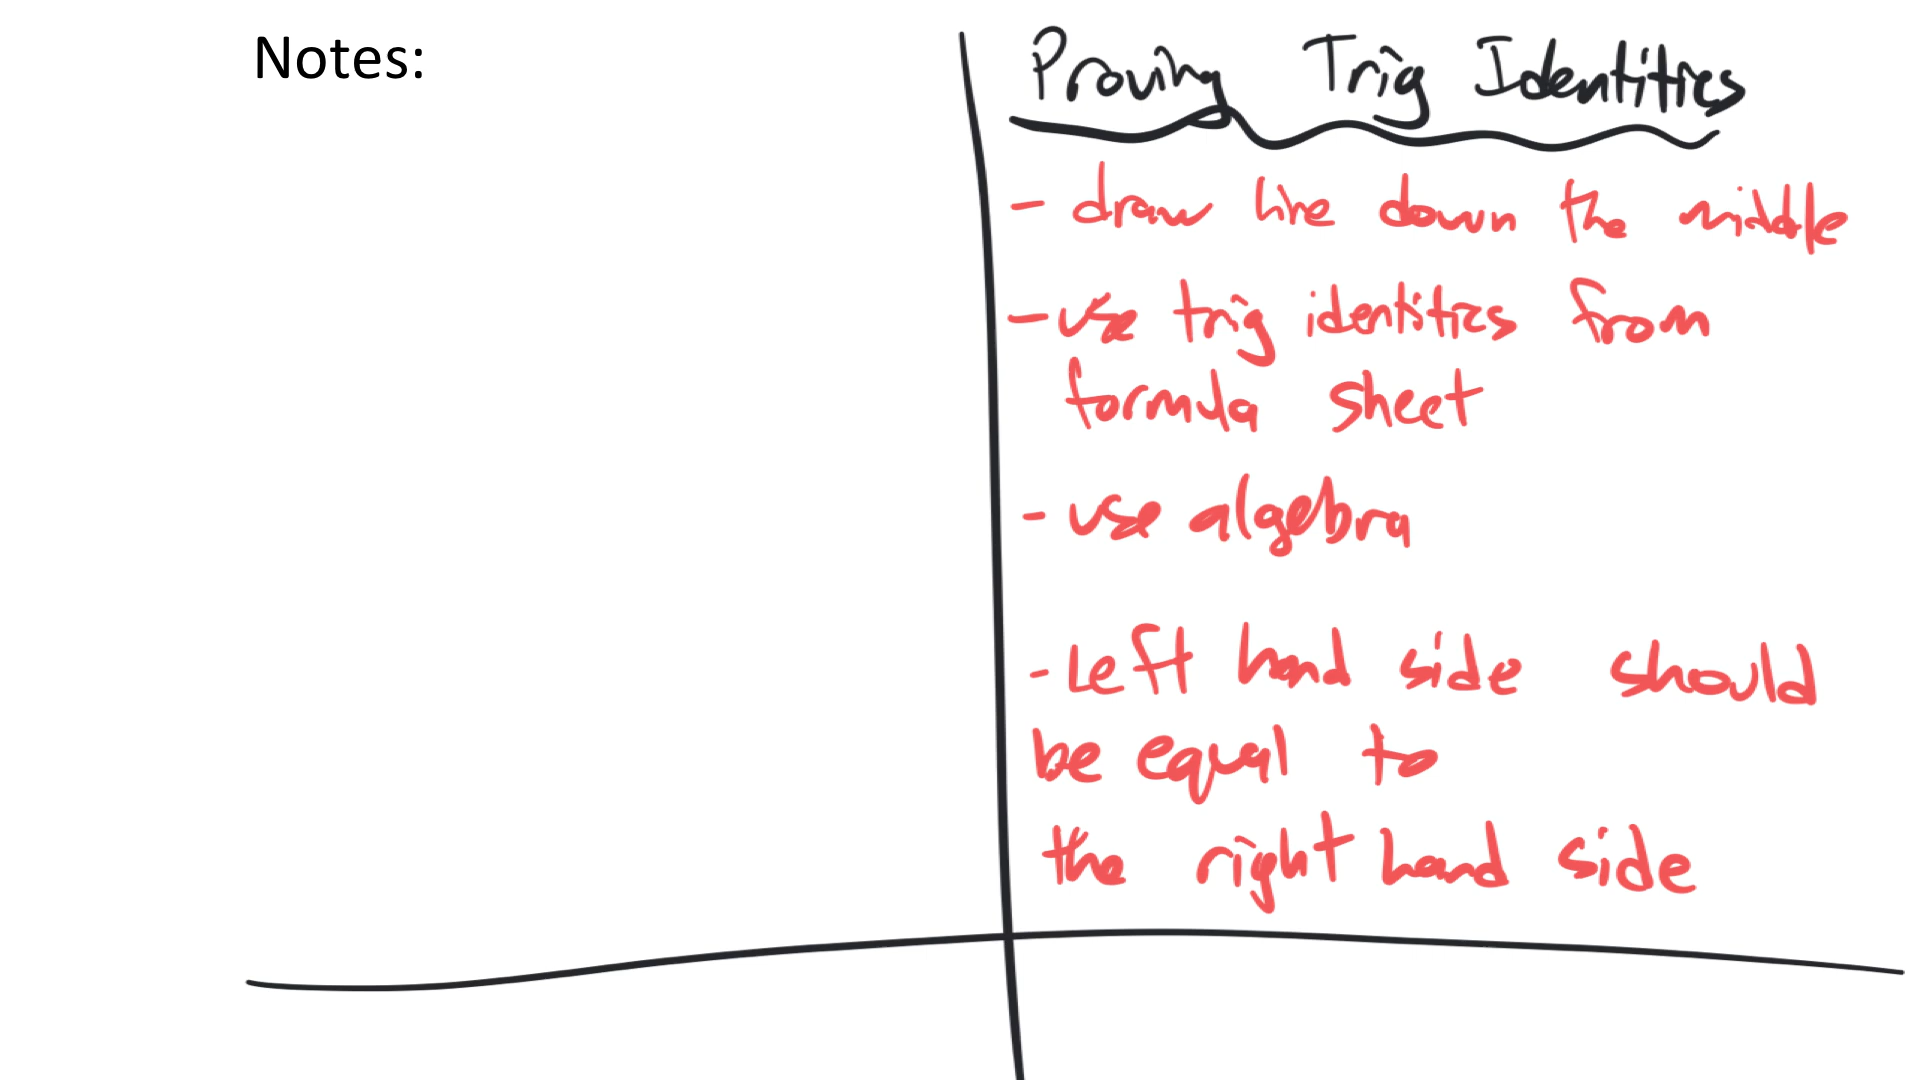 Notes:
Proving Trig Identities
- draw line down the middle
- use trig identities from
formula sheet
- use algebra
- Left hand side should
be equal to
the right hand side